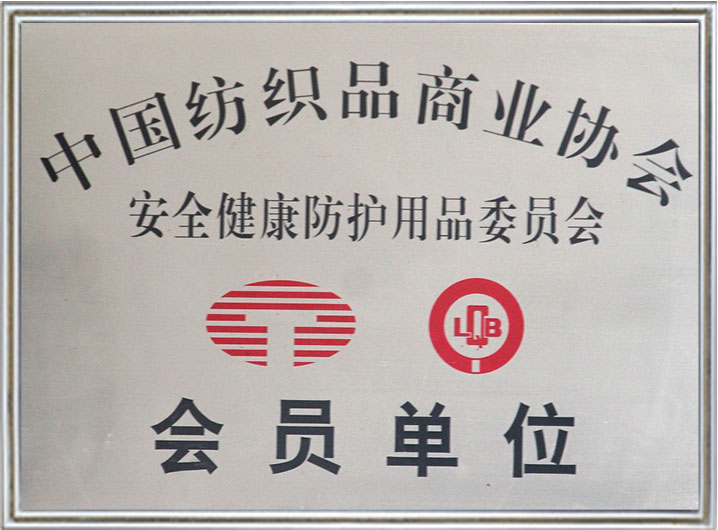 中国纺织品商业协会
安全健康防护用品委员会
LQB
会员单位